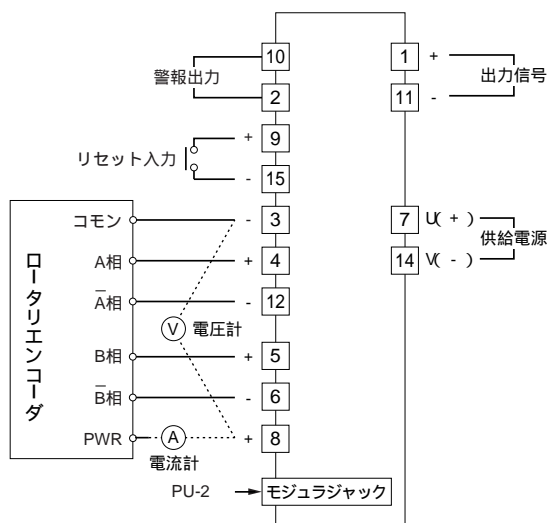 10 1 +
警報出力 出力信号
2 11 -
+ 9
リセット入力
- 15
コモン - 3 7 U( + )
供給電源
A相 + 4 14 V( - )
ロータリエンコーダ
A̅相 - 12
V 電圧計
B相 + 5
B̅相 - 6
PWR A + 8
電流計
PU-2 モジュラジャック